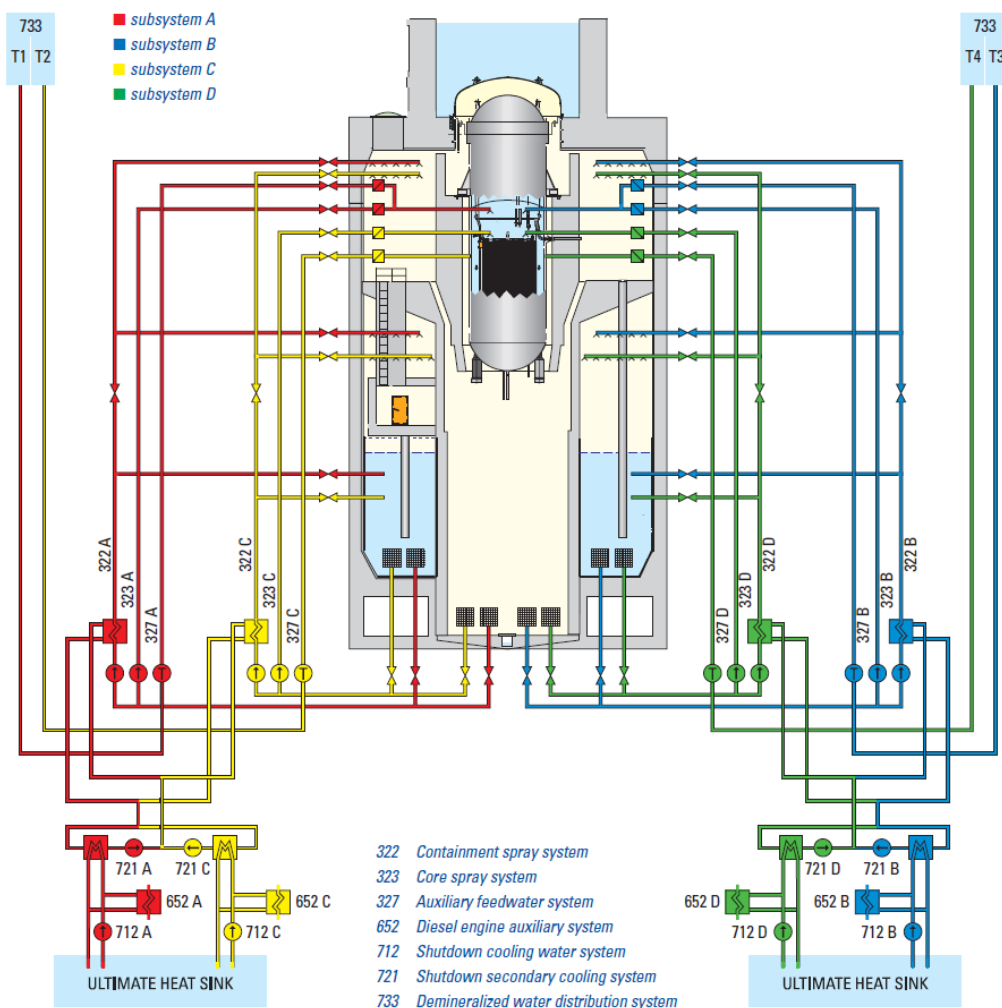 733
T1 T2
subsystem A
subsystem B
subsystem C
subsystem D
733
T4 T3
322 A
323 A
327 A
322 C
323 C
327 C
327 D
323 D
322 D
327 B
323 B
322 B
721 A
721 C
652 A
652 C
712 A
712 C
ULTIMATE HEAT SINK
322 Containment spray system
323 Core spray system
327 Auxiliary feedwater system
652 Diesel engine auxiliary system
712 Shutdown cooling water system
721 Shutdown secondary cooling system
733 Demineralized water distribution system
721 D
721 B
652 D
652 B
712 D
712 B
ULTIMATE HEAT SINK